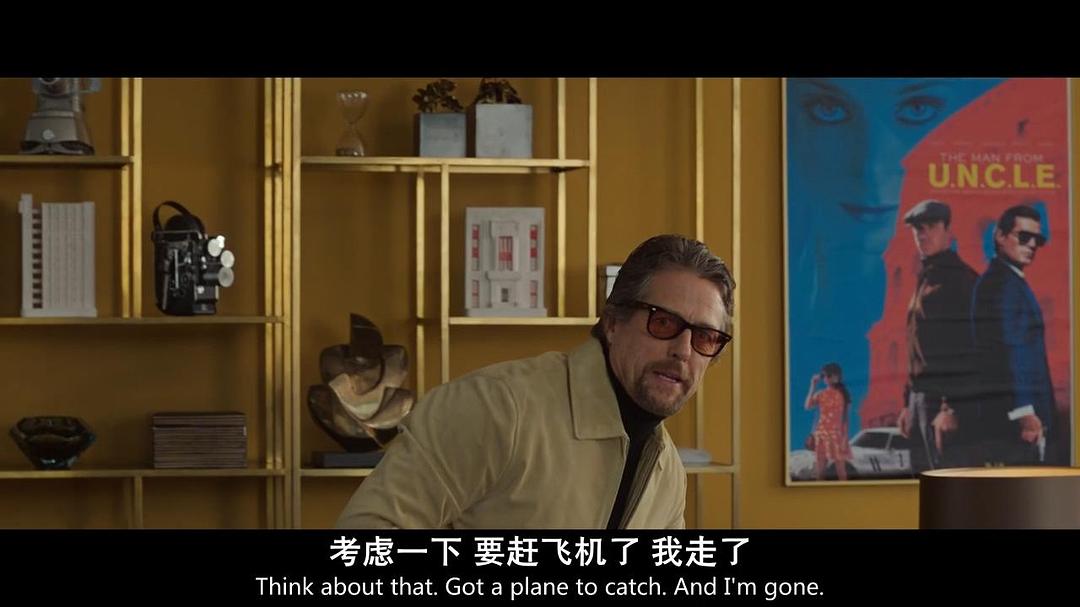 THE MAN FROM
U.N.C.L.E.
考虑一下 要赶飞机了 我走了
Think about that. Got a plane to catch. And I'm gone.